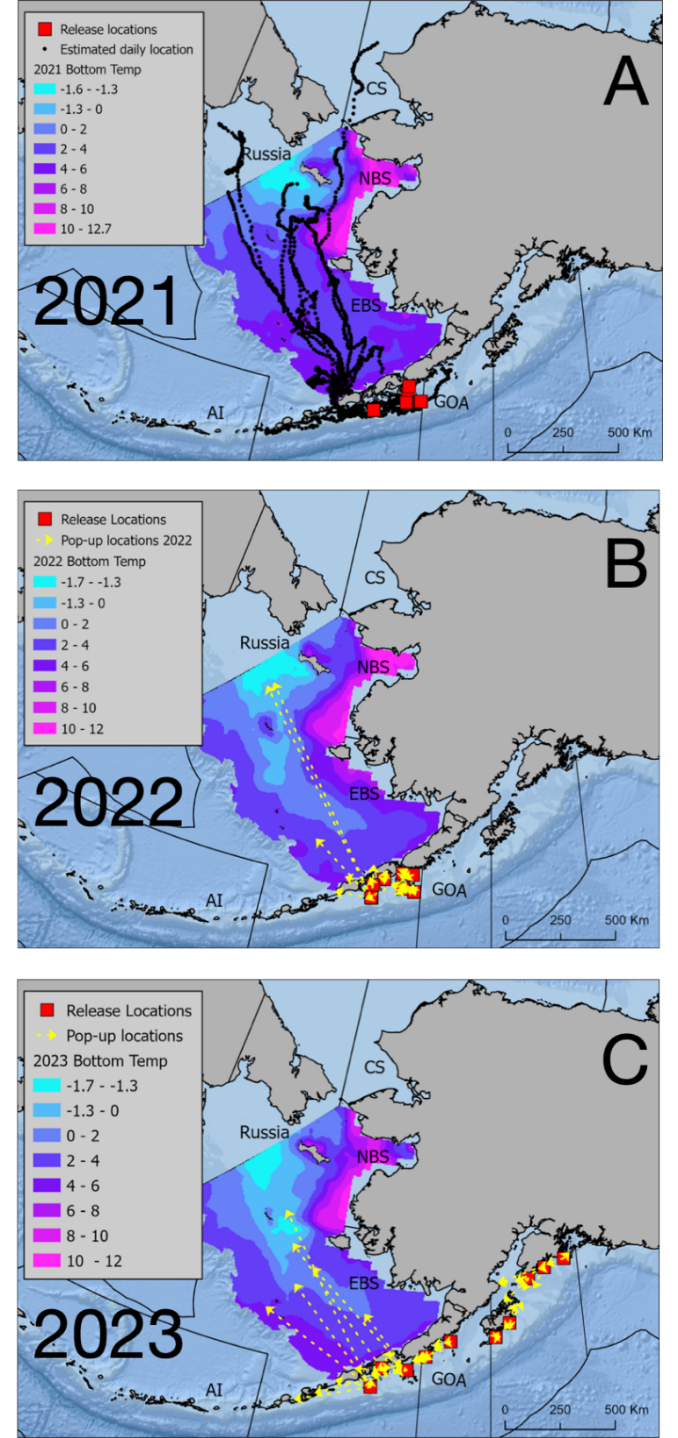 Release locations
Estimated daily location
2021 Bottom Temp
-1.6 - -1.3
-1.3 - 0
0 - 2
2 - 4
4 - 6
6 - 8
8 - 10
10 - 12.7
A
CS
Russia
NBS
2021
EBS
AI
GOA
0 250 500 Km
Release Locations
Pop-up locations 2022
2022 Bottom Temp
-1.7 - -1.3
-1.3 - 0
0 - 2
2 - 4
4 - 6
6 - 8
8 - 10
10 - 12
B
CS
Russia
NBS
2022
EBS
AI
GOA
0 250 500 Km
Release Locations
Pop-up locations
2023 Bottom Temp
-1.7 - -1.3
-1.3 - 0
0 - 2
2 - 4
4 - 6
6 - 8
8 - 10
10 - 12
C
CS
Russia
NBS
EBS
2023
AI
GOA
0 250 500 Km